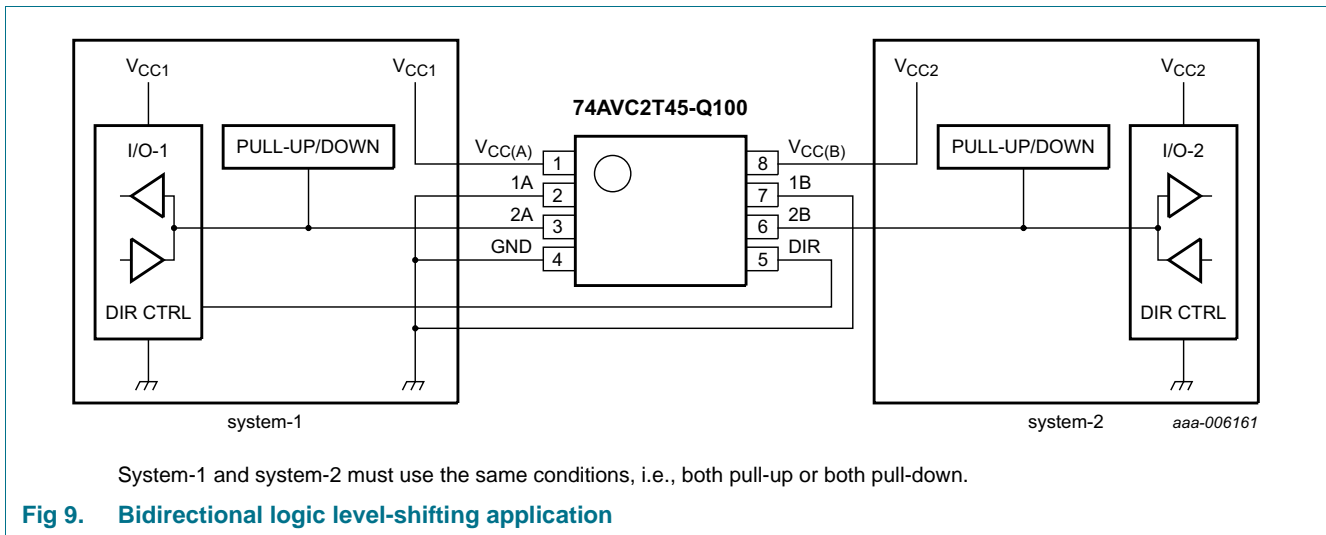 VCC1
VCC1
VCC2
VCC2
74AVC2T45-Q100
I/O-1
PULL-UP/DOWN
VCC(A)
1
8
VCC(B)
PULL-UP/DOWN
I/O-2
1A
2
7
1B
2A
3
6
2B
GND
4
5
DIR
DIR CTRL
DIR CTRL
system-1
system-2
aaa-006161
System-1 and system-2 must use the same conditions, i.e., both pull-up or both pull-down.
Fig 9. Bidirectional logic level-shifting application